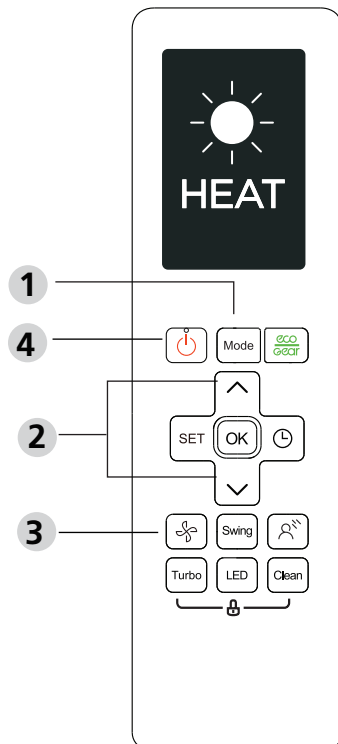 HEAT
1
4
Mode
eco
Gear
2
SET OK
3
Swing
Turbo LED Clean